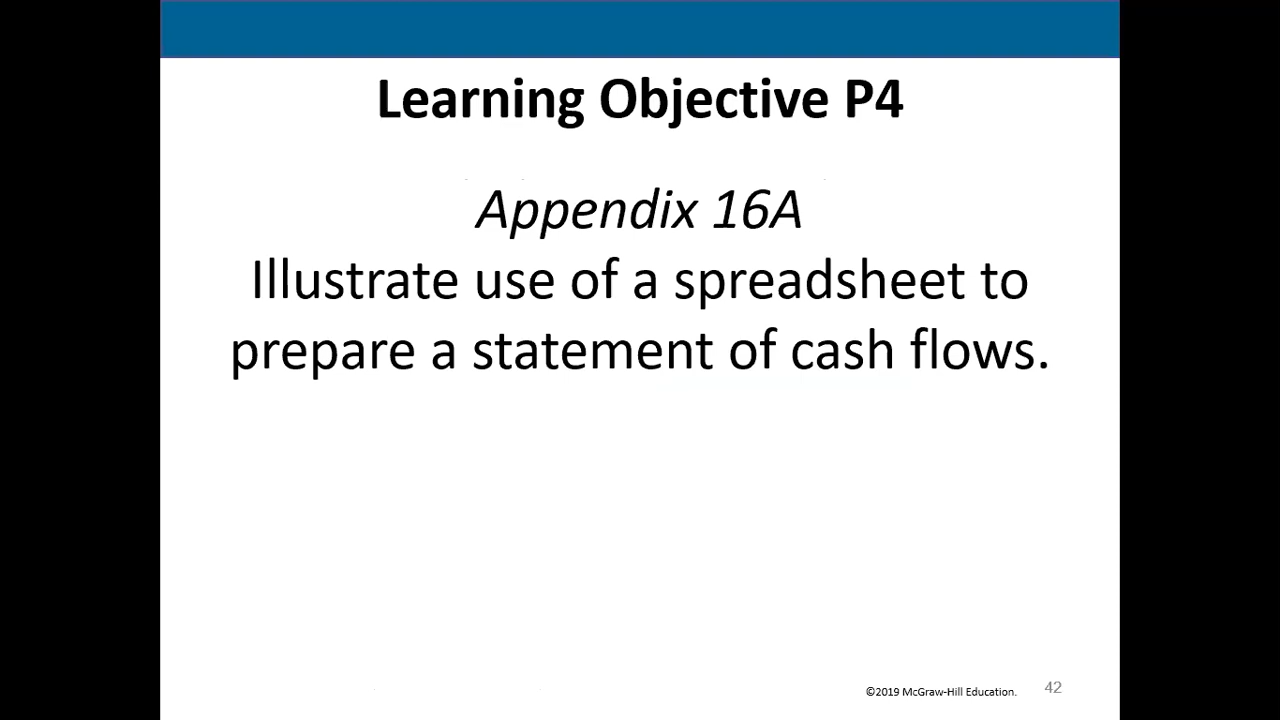 Learning Objective P4
Appendix 16A
Illustrate use of a spreadsheet to
prepare a statement of cash flows.
©2019 McGraw-Hill Education.
42